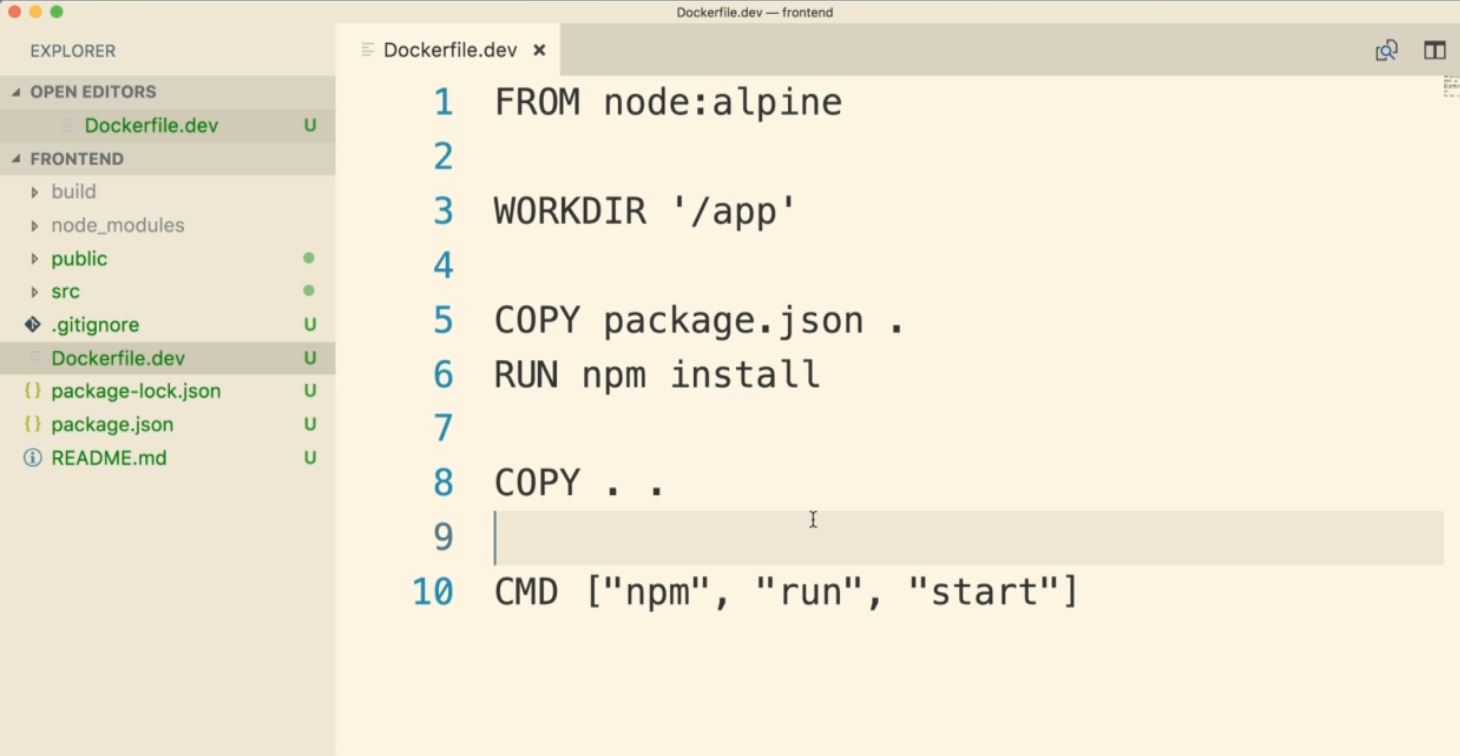 Dockerfile.dev — frontend
EXPLORER
OPEN EDITORS
Dockerfile.dev U
FRONTEND
build
node_modules
public
src
.gitignore U
Dockerfile.dev U
{} package-lock.json U
{} package.json U
README.md U
Dockerfile.dev ×
1 FROM node:alpine
2
3 WORKDIR '/app'
4
5 COPY package.json .
6 RUN npm install
7
8 COPY . .
9
10 CMD ["npm", "run", "start"]